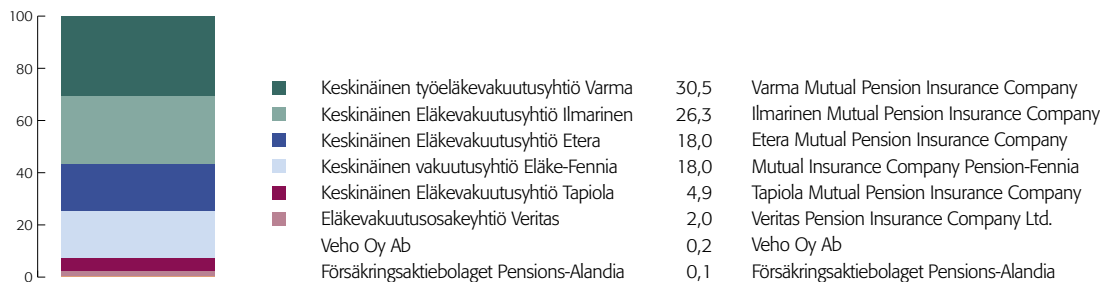 100
80
60
40
20
0
Keskinäinen työeläkevakuutusyhtiö Varma 30,5 Varma Mutual Pension Insurance Company
Keskinäinen Eläkevakuutusyhtiö Ilmarinen 26,3 Ilmarinen Mutual Pension Insurance Company
Keskinäinen Eläkevakuutusyhtiö Etera 18,0 Etera Mutual Pension Insurance Company
Keskinäinen vakuutusyhtiö Eläke-Fennia 18,0 Mutual Insurance Company Pension-Fennia
Keskinäinen Eläkevakuutusyhtiö Tapiola 4,9 Tapiola Mutual Pension Insurance Company
Eläkevakuutusosakeyhtiö Veritas 2,0 Veritas Pension Insurance Company Ltd.
Veho Oy Ab 0,2 Veho Oy Ab
Försäkringsaktiebolaget Pensions-Alandia 0,1 Försäkringsaktiebolaget Pensions-Alandia